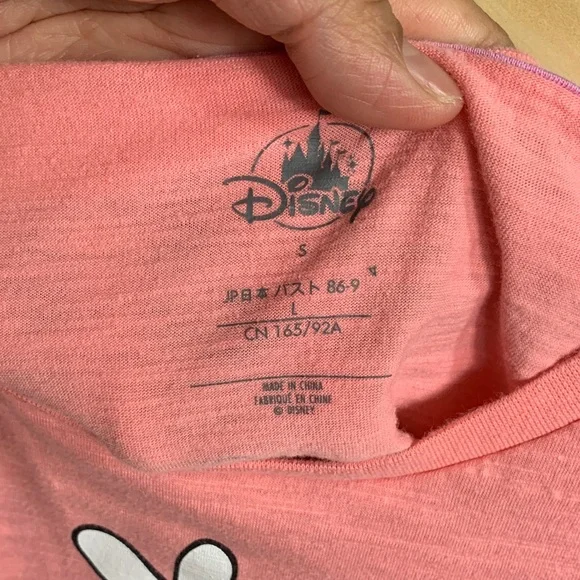 Disney
S
JP日本 バスト 86-94
L
CN 165/92A
MADE IN CHINA
FABRIQUÉ EN CHINE
© DISNEY